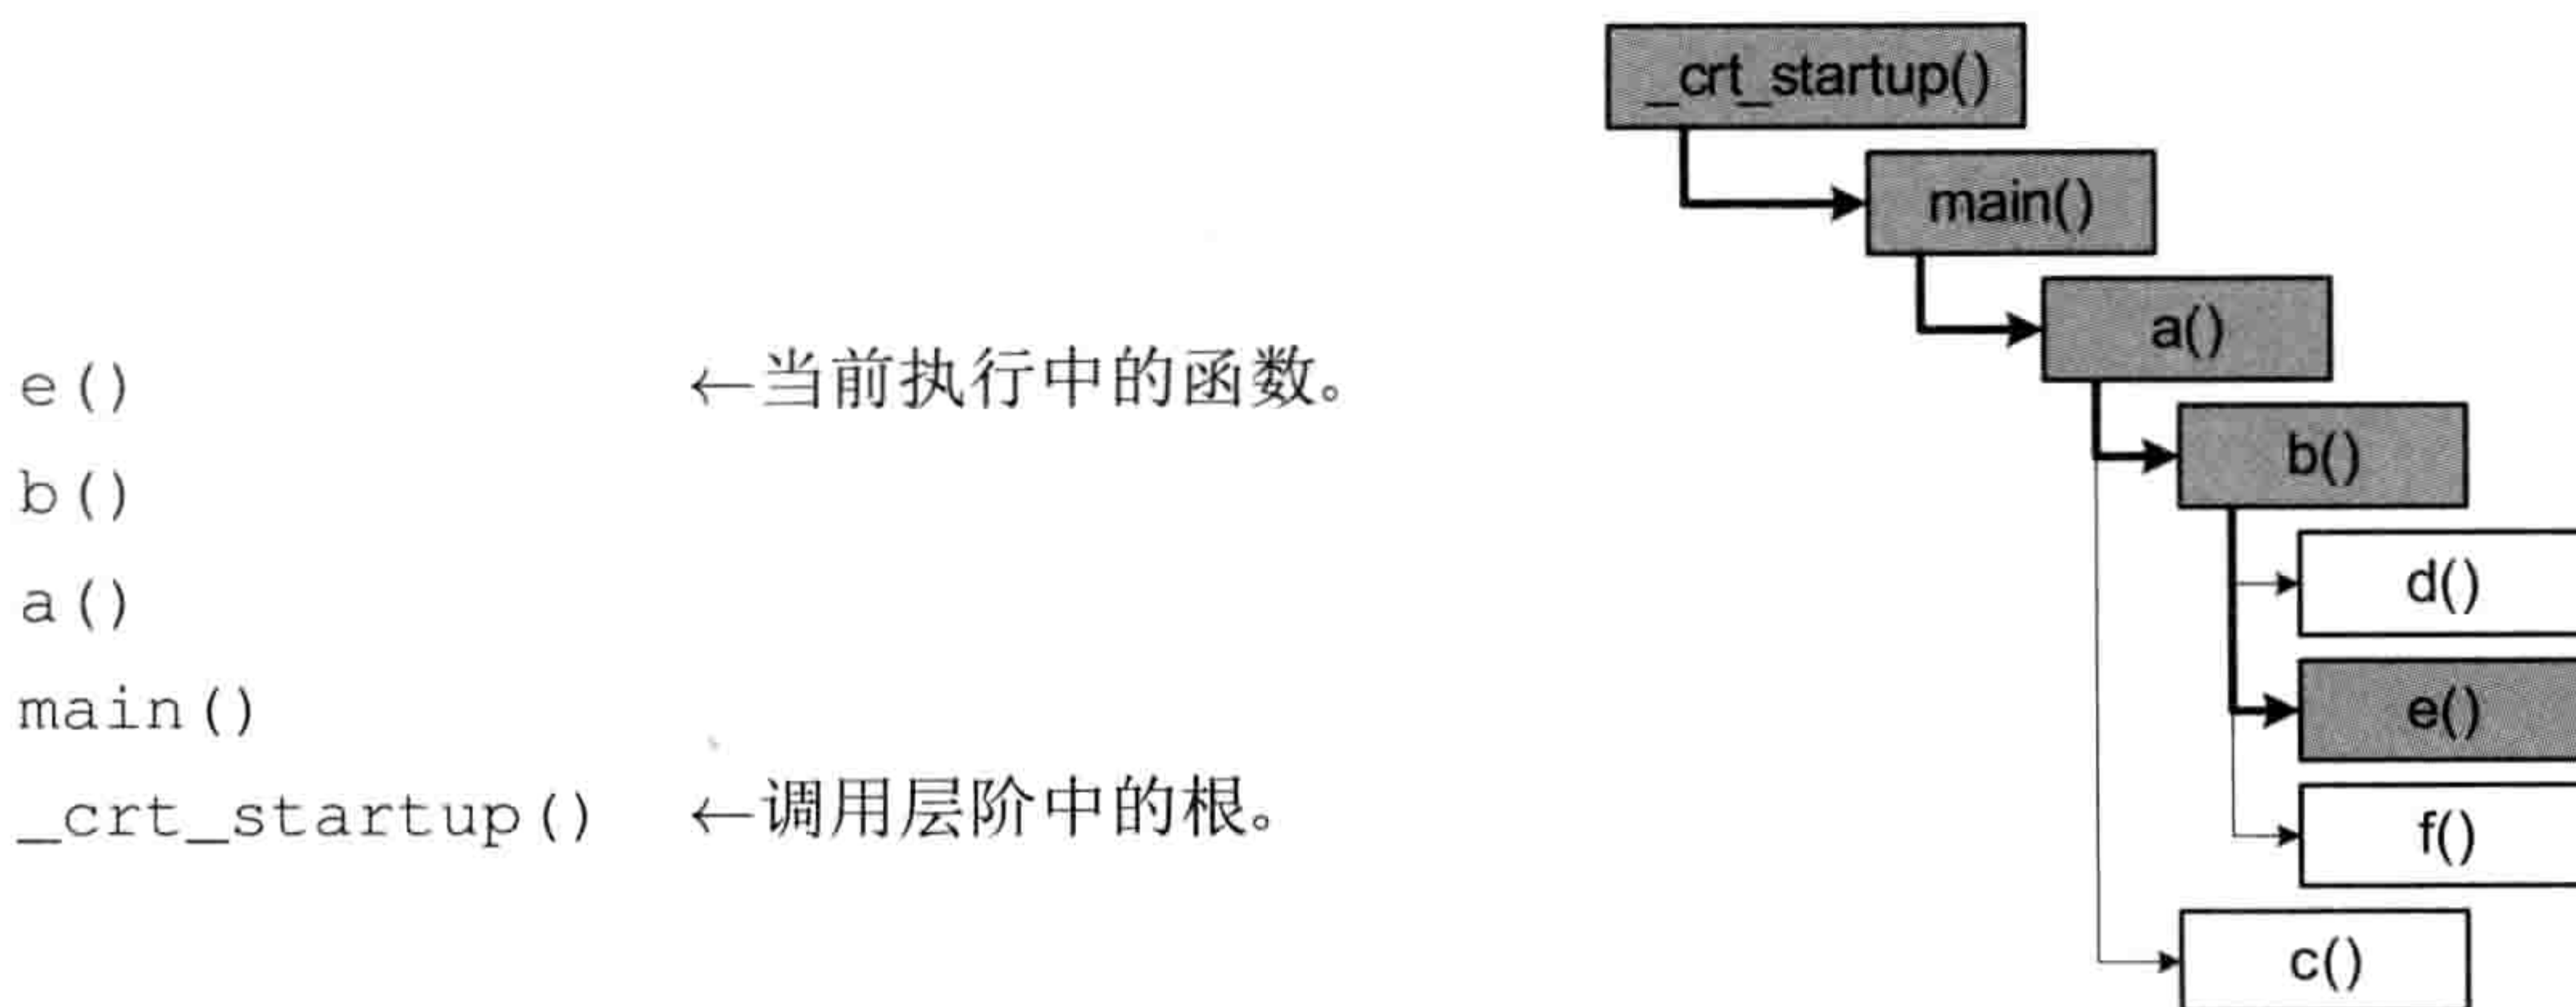 e()　←当前执行中的函数。
b()
a()
main()
_crt_startup()　←调用层阶中的根。
_crt_startup()
main()
a()
b()
d()
e()
f()
c()